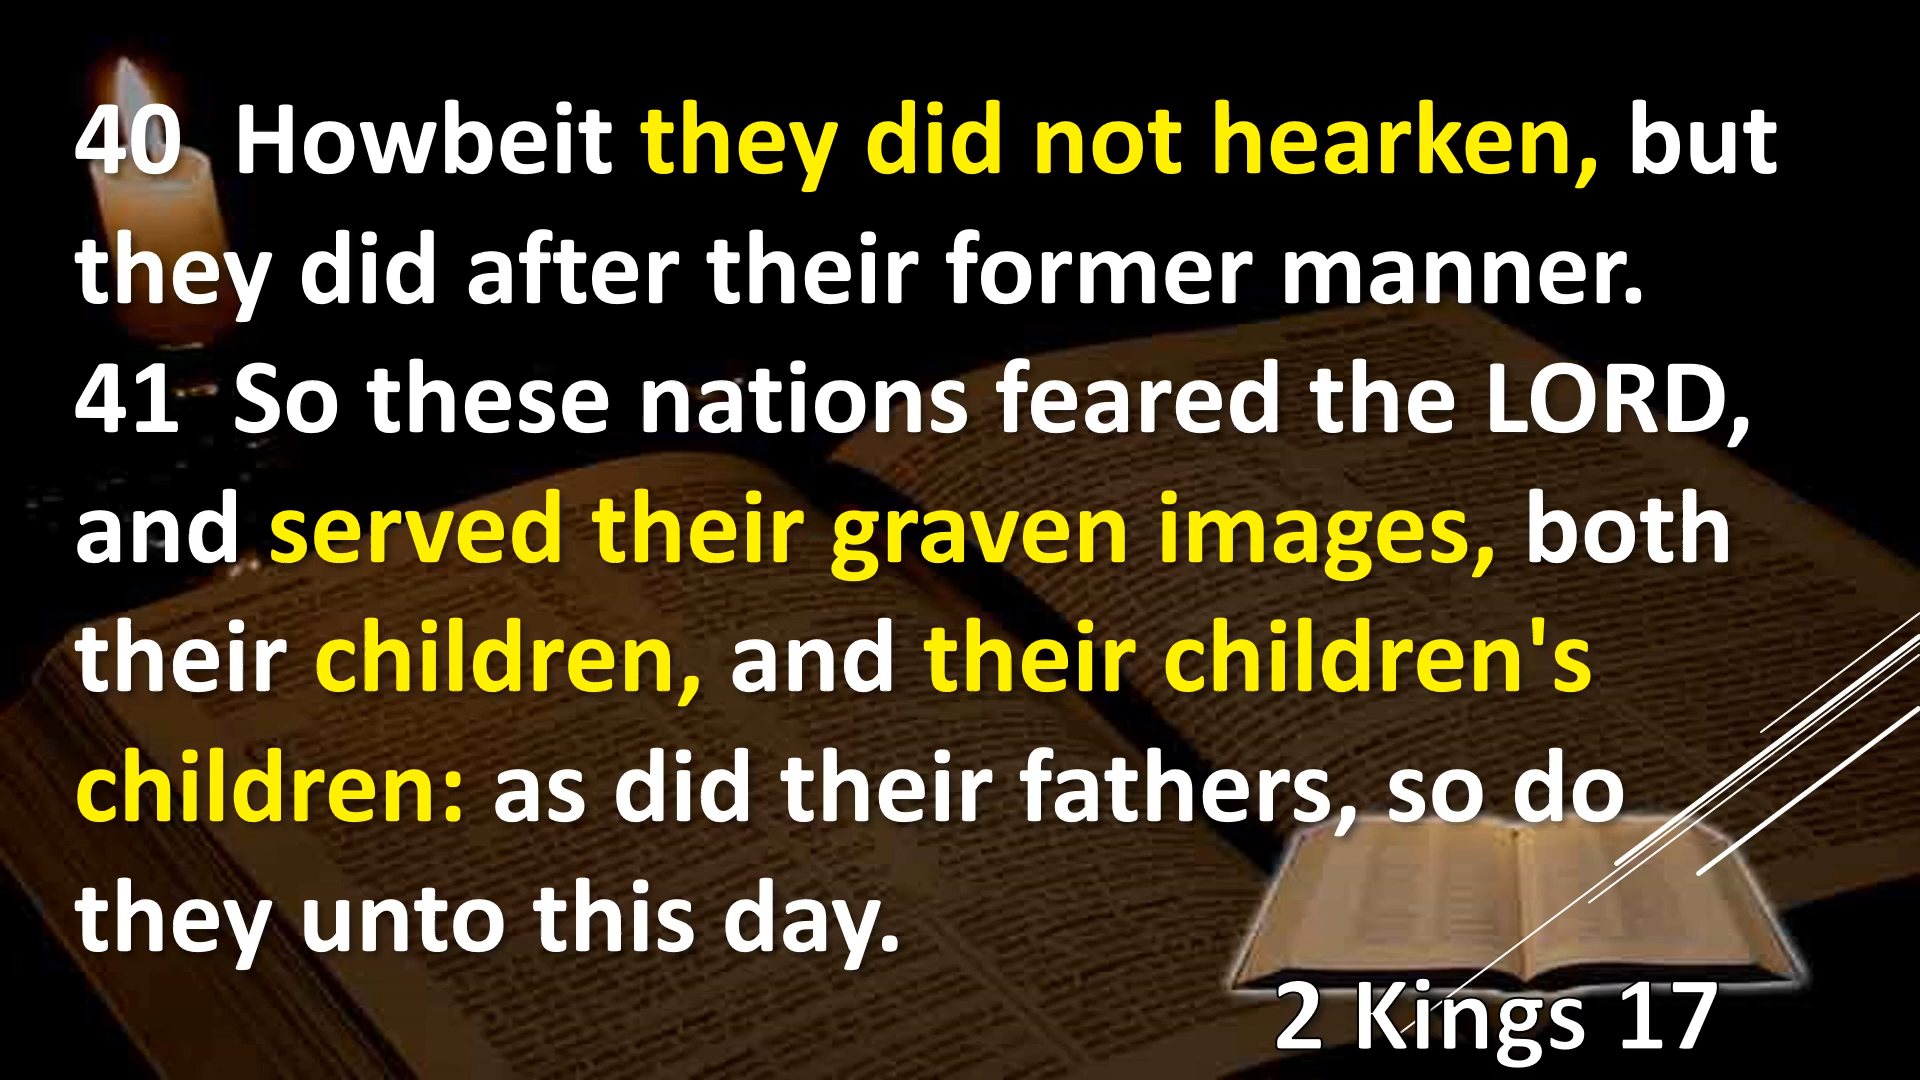 40  Howbeit they did not hearken, but
they did after their former manner.
41  So these nations feared the LORD,
and served their graven images, both
their children, and their children's
children: as did their fathers, so do
they unto this day.
2 Kings 17